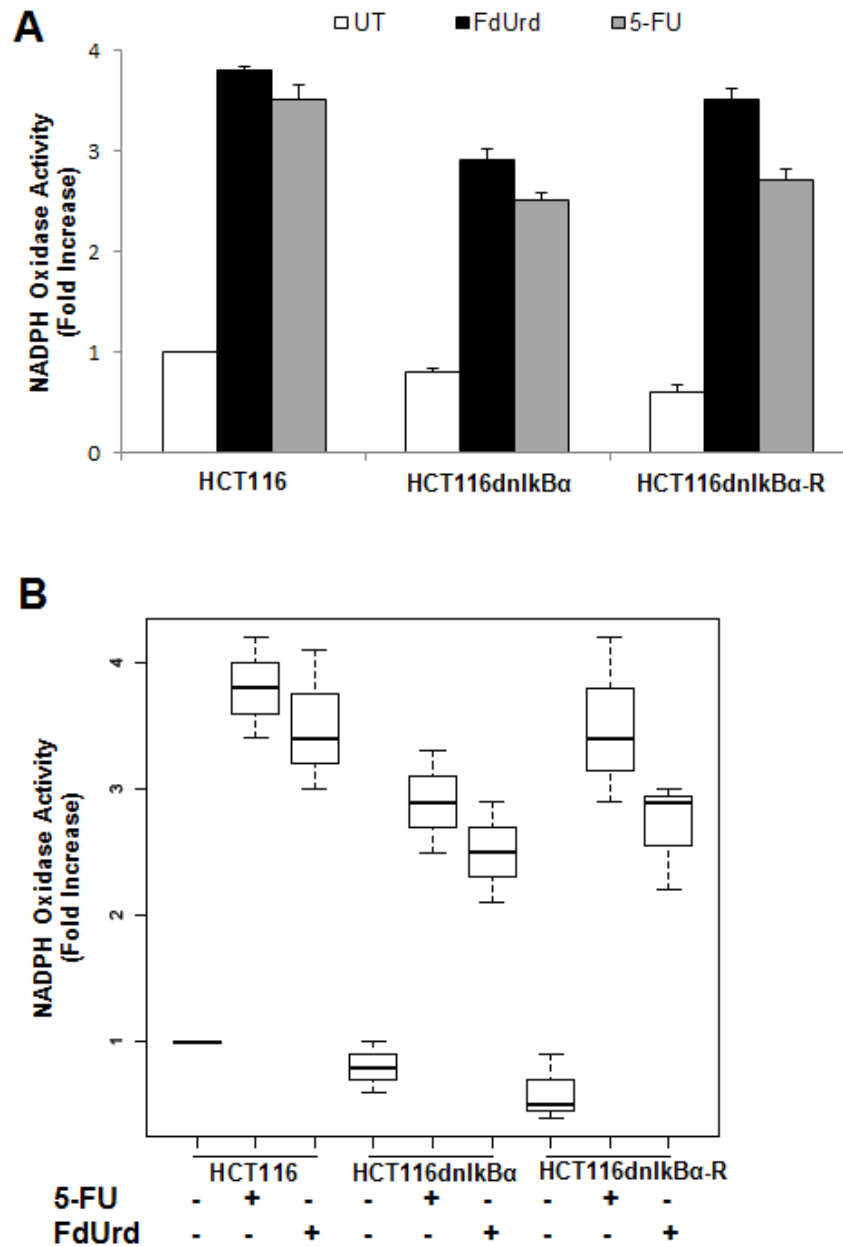 A
UT FdUrd 5-FU
4
3
2
1
0
NADPH Oxidase Activity
(Fold Increase)
HCT116 HCT116dnIkBα HCT116dnIkBα-R
B
4
3
2
1
NADPH Oxidase Activity
(Fold Increase)
HCT116 HCT116dnIkBα HCT116dnIkBα-R
5-FU - + - - + - - + -
FdUrd - - + - - + - - +